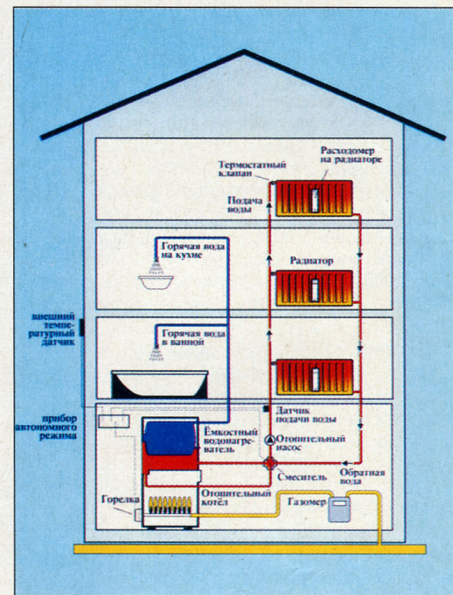 Расходомер
на радиаторе
Термостатный
клапан
Подача
воды
Горячая вода
на кухне
Радиатор
внешний
темпе-
ратурный
датчик
Горячая вода
в ванной
Датчик
подачи воды
прибор
автономного
режима
Ёмкостный
водонагре-
ватель
Отопительный
насос
Смеситель
Обратная
вода
Отопительный
котёл
Горелка
Газомер